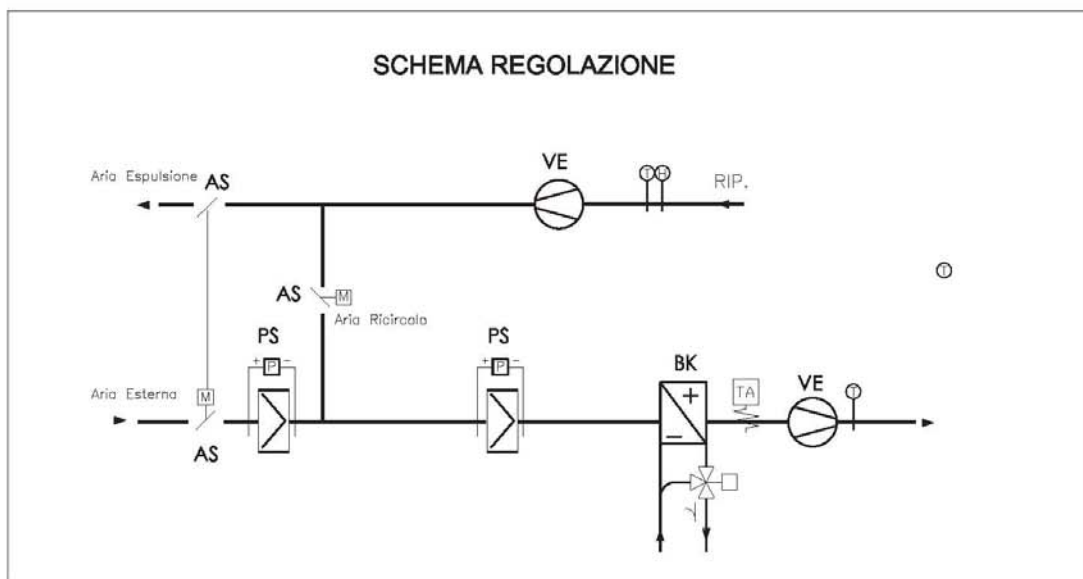 SCHEMA REGOLAZIONE
Aria Espulsione
AS
VE
T
H
RIP.
T
AS
M
Aria Ricircolo
PS
+ P -
PS
+ P -
BK
+
-
TA
VE
T
Aria Esterna
M
AS